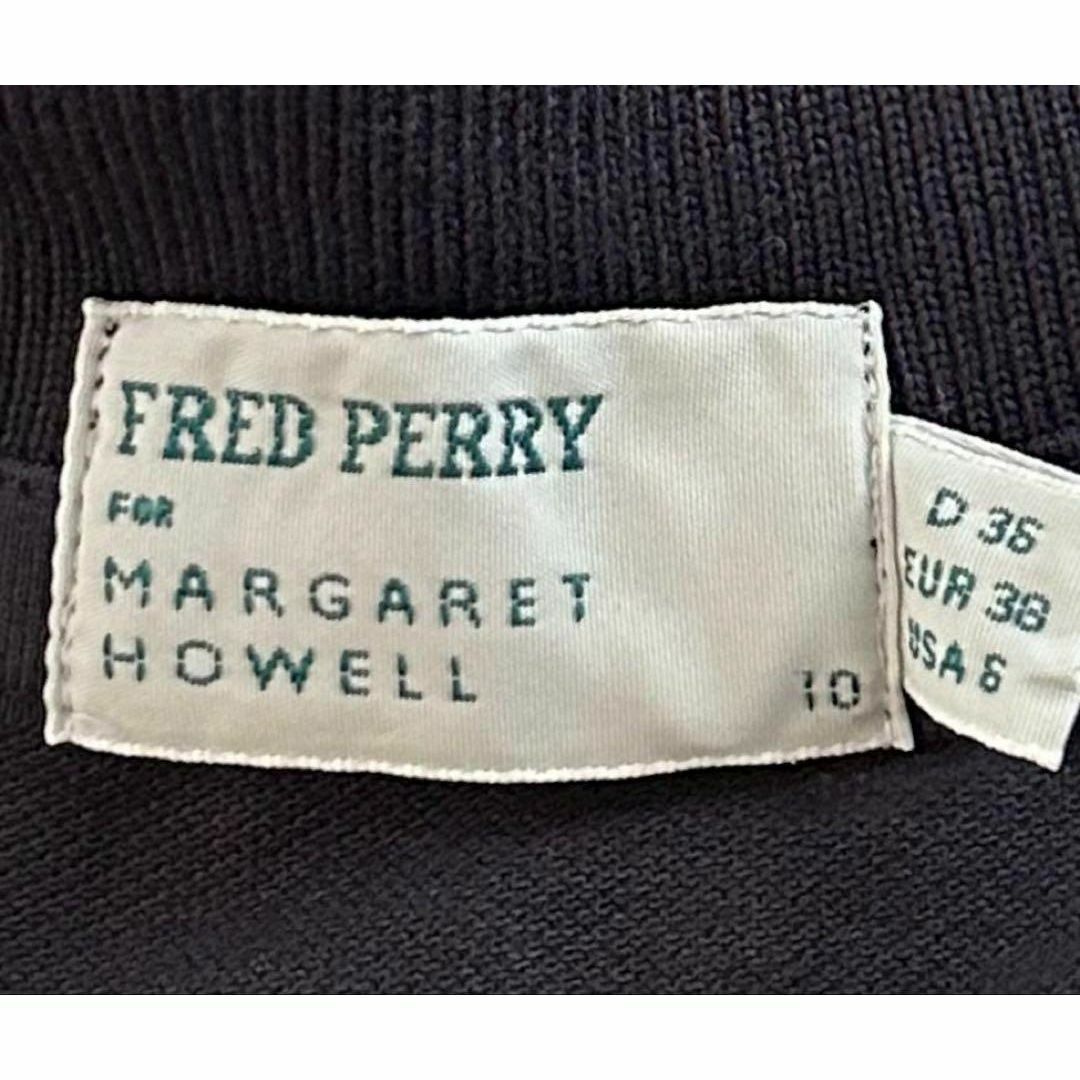 FRED PERRY
FOR
MARGARET
HOWELL
10
D 36
EUR 38
USA 6